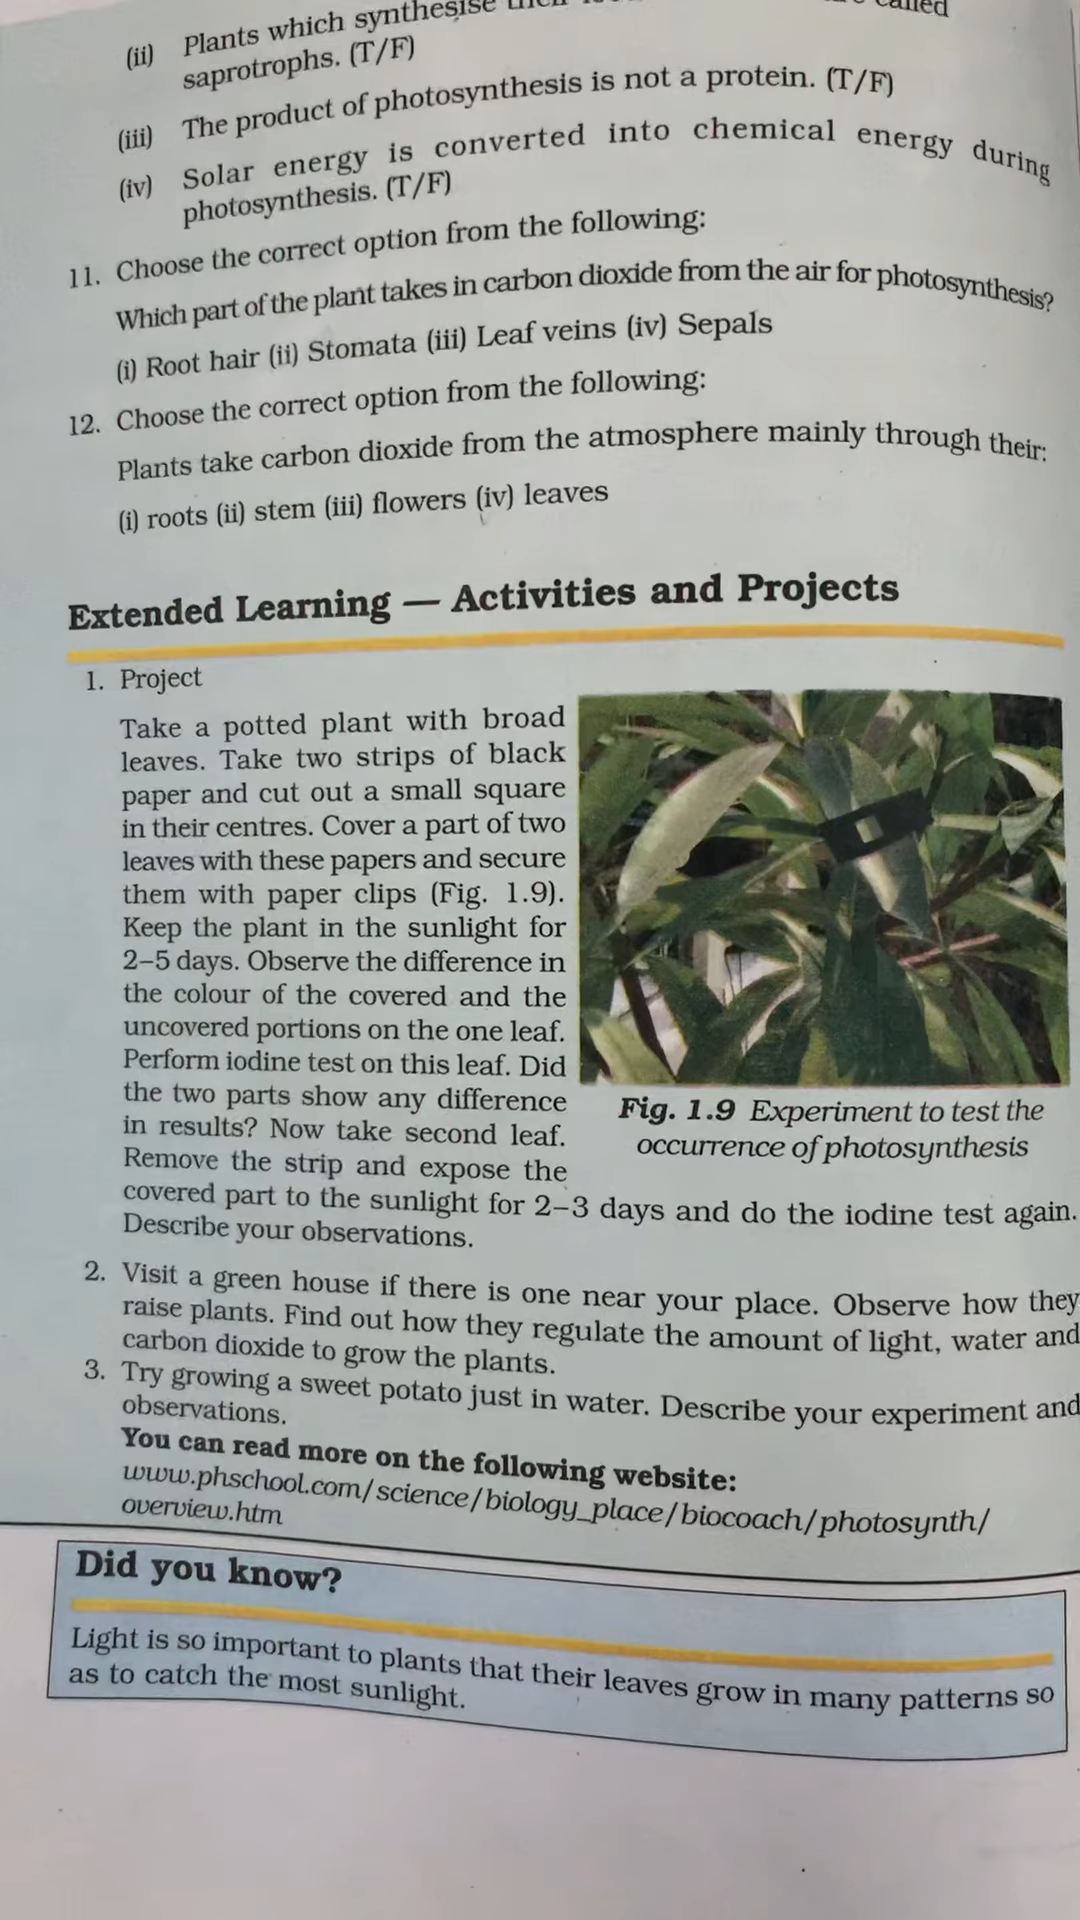 (ii) Plants which synthesise
called
saprotrophs. (T/F)
(iii) The product of photosynthesis is not a protein. (T/F)
(iv) Solar energy is converted into chemical energy during
photosynthesis. (T/F)
11. Choose the correct option from the following:
Which part of the plant takes in carbon dioxide from the air for photosynthesis?
(i) Root hair (ii) Stomata (iii) Leaf veins (iv) Sepals
12. Choose the correct option from the following:
Plants take carbon dioxide from the atmosphere mainly through their:
(i) roots (ii) stem (iii) flowers (iv) leaves
Extended Learning — Activities and Projects
1. Project
Take a potted plant with broad
leaves. Take two strips of black
paper and cut out a small square
in their centres. Cover a part of two
leaves with these papers and secure
them with paper clips (Fig. 1.9).
Keep the plant in the sunlight for
2–5 days. Observe the difference in
the colour of the covered and the
uncovered portions on the one leaf.
Perform iodine test on this leaf. Did
the two parts show any difference
in results? Now take second leaf.
Remove the strip and expose the
covered part to the sunlight for 2–3 days and do the iodine test again.
Describe your observations.
Fig. 1.9 Experiment to test the
occurrence of photosynthesis
2. Visit a green house if there is one near your place. Observe how they
raise plants. Find out how they regulate the amount of light, water and
carbon dioxide to grow the plants.
3. Try growing a sweet potato just in water. Describe your experiment and
observations.
You can read more on the following website:
www.phschool.com/science/biology_place/biocoach/photosynth/
overview.htm
Did you know?
Light is so important to plants that their leaves grow in many patterns so
as to catch the most sunlight.